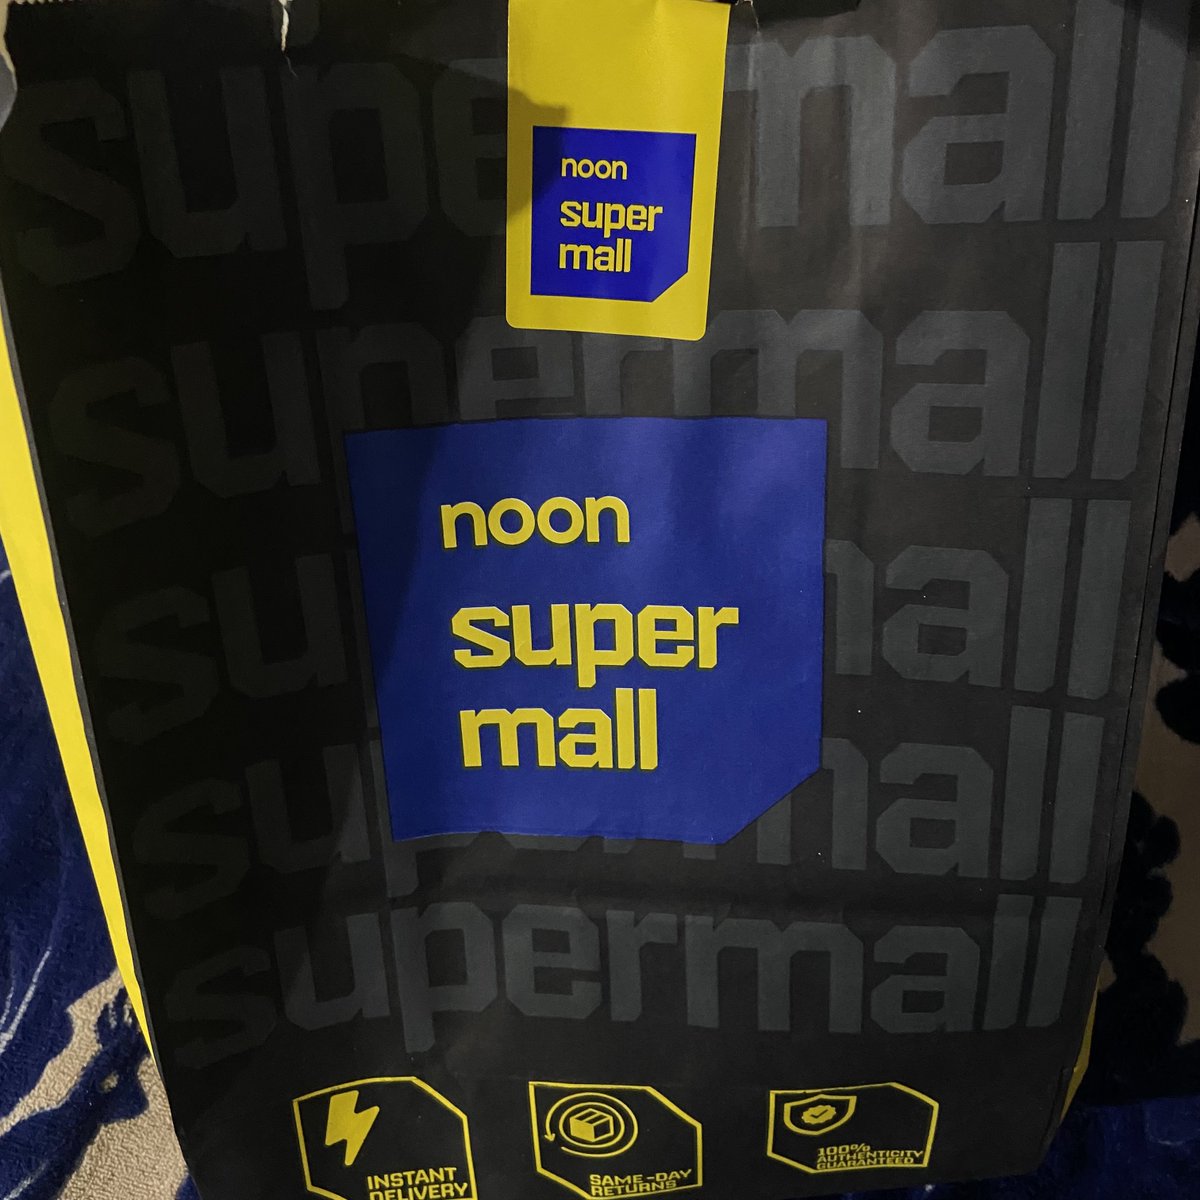 supermall
noon
super
mall
supermall
noon
super
mall
supermall
supermall
supermall
INSTANT
DELIVERY
SAME-DAY
RETURNS
100%
AUTHENTICITY
GUARANTEED